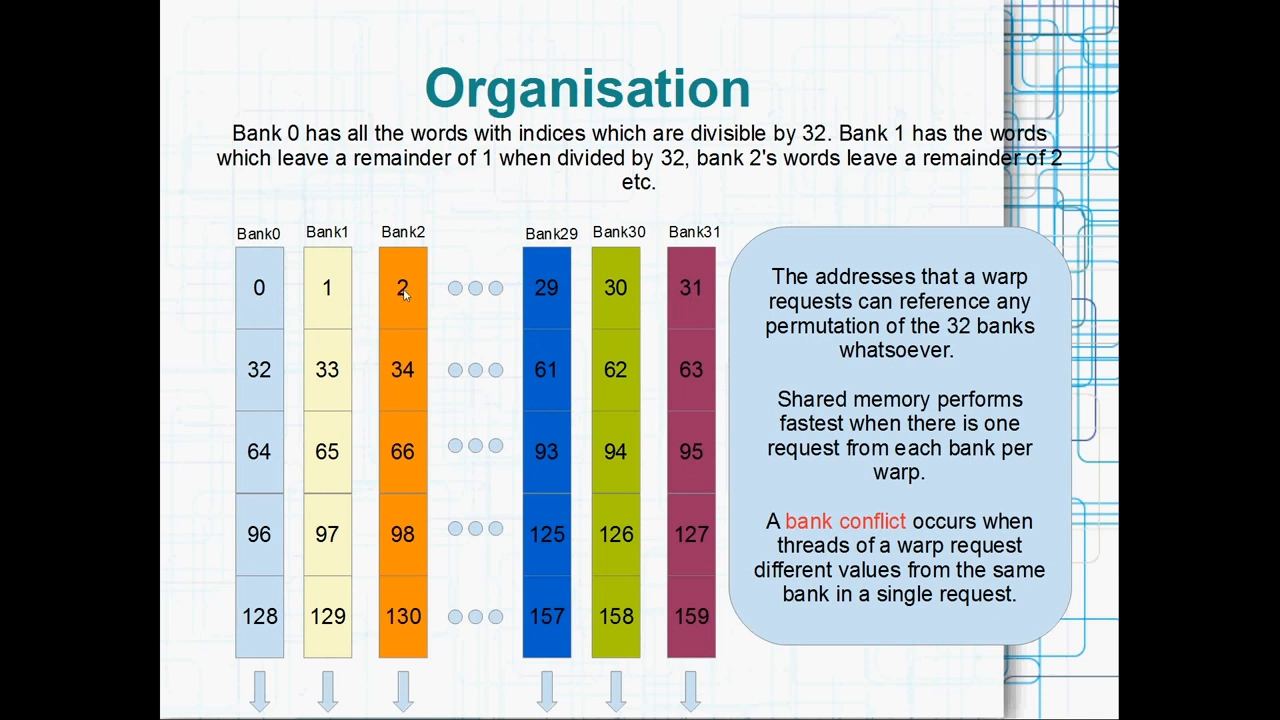 Organisation
Bank 0 has all the words with indices which are divisible by 32. Bank 1 has the words
which leave a remainder of 1 when divided by 32, bank 2's words leave a remainder of 2
etc.
Bank0 Bank1 Bank2 Bank29 Bank30 Bank31
0 1 2 29 30 31
32 33 34 61 62 63
64 65 66 93 94 95
96 97 98 125 126 127
128 129 130 157 158 159
The addresses that a warp
requests can reference any
permutation of the 32 banks
whatsoever.
Shared memory performs
fastest when there is one
request from each bank per
warp.
A bank conflict occurs when
threads of a warp request
different values from the same
bank in a single request.